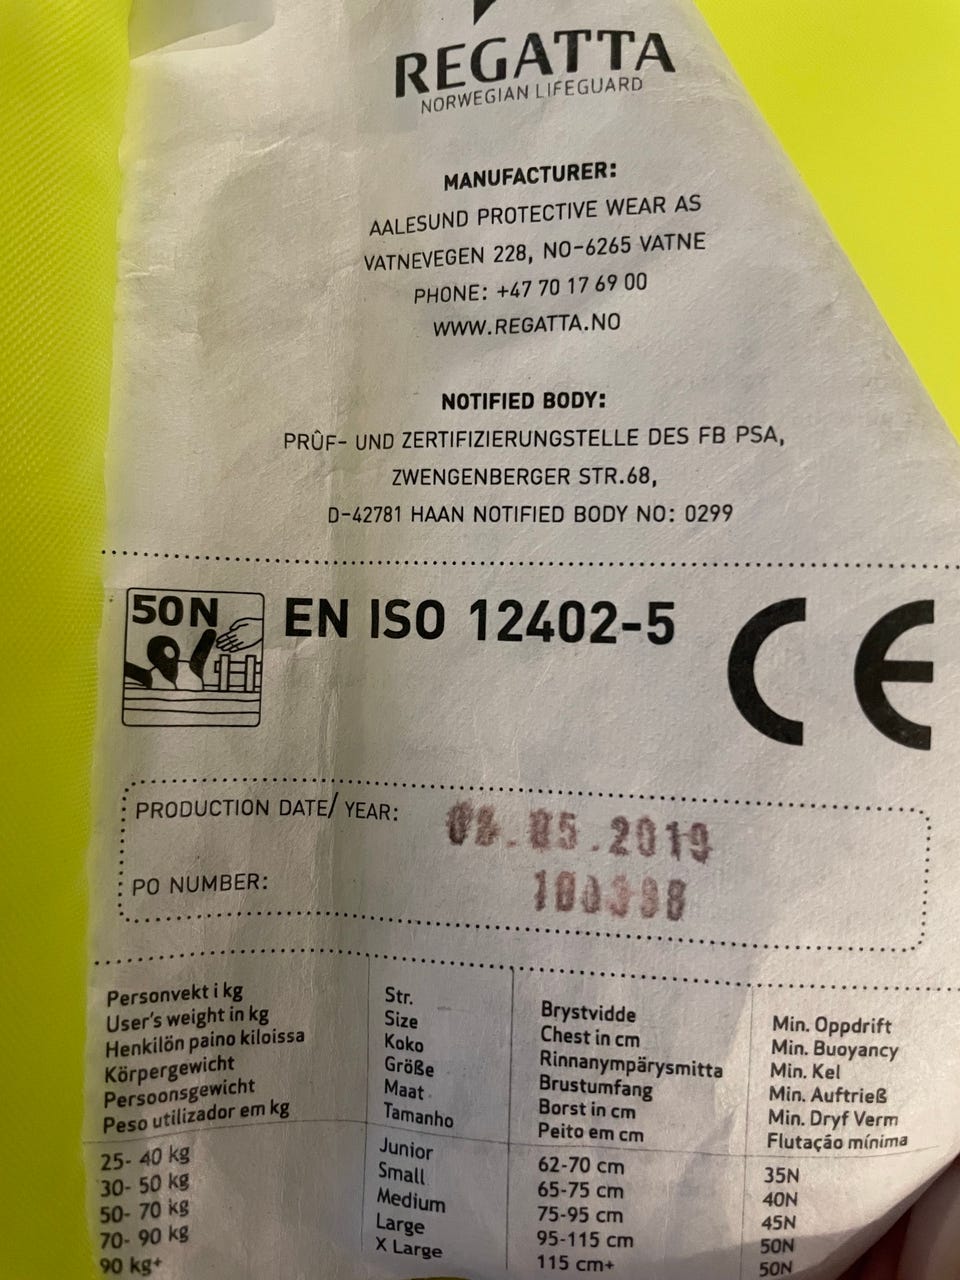 REGATTA
NORWEGIAN LIFEGUARD
MANUFACTURER:
AALESUND PROTECTIVE WEAR AS
VATNEVEGEN 228, NO-6265 VATNE
PHONE: +47 70 17 69 00
WWW.REGATTA.NO
NOTIFIED BODY:
PRÛF- UND ZERTIFIZIERUNGSTELLE DES FB PSA,
ZWENGENBERGER STR.68,
D-42781 HAAN NOTIFIED BODY NO: 0299
50N
EN ISO 12402-5
CE
PRODUCTION DATE/ YEAR:
PO NUMBER:
Personvekt i kg
User's weight in kg
Henkilön paino kiloissa
Körpergewicht
Persoonsgewicht
Peso utilizador em kg
Str.
Size
Koko
Größe
Maat
Tamanho
Brystvidde
Chest in cm
Rinnanympärysmitta
Brustumfang
Borst in cm
Peito em cm
Min. Oppdrift
Min. Buoyancy
Min. Kel
Min. Auftrieß
Min. Dryf Verm
Flutação mínima
25- 40 kg Junior 62-70 cm 35N
30- 50 kg Small 65-75 cm 40N
50- 70 kg Medium 75-95 cm 45N
70- 90 kg Large 95-115 cm 50N
90 kg+ X Large 115 cm+ 50N